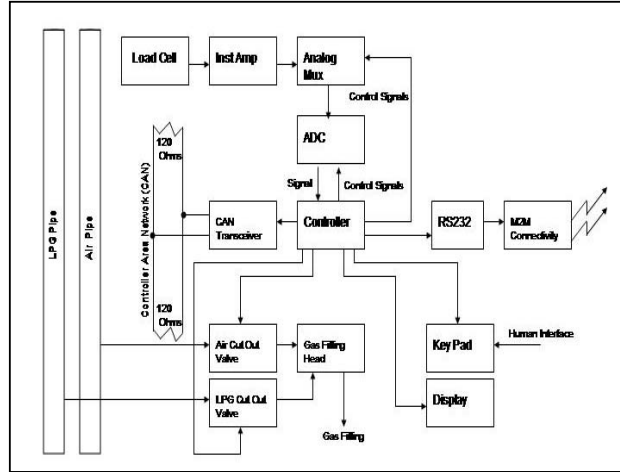 Load Cell
Inst Amp
Analog
Mux
Control Signals
ADC
120
Ohms
Signal
Control Signals
LPG Pipe
Air Pipe
Controller Area Network (CAN)
CAN
Transceiver
Controller
RS232
M2M
Connectivity
120
Ohms
Air Cut Out
Valve
Gas Filling
Head
Key Pad
Human Interface
LPG Cut Out
Valve
Display
Gas Filling